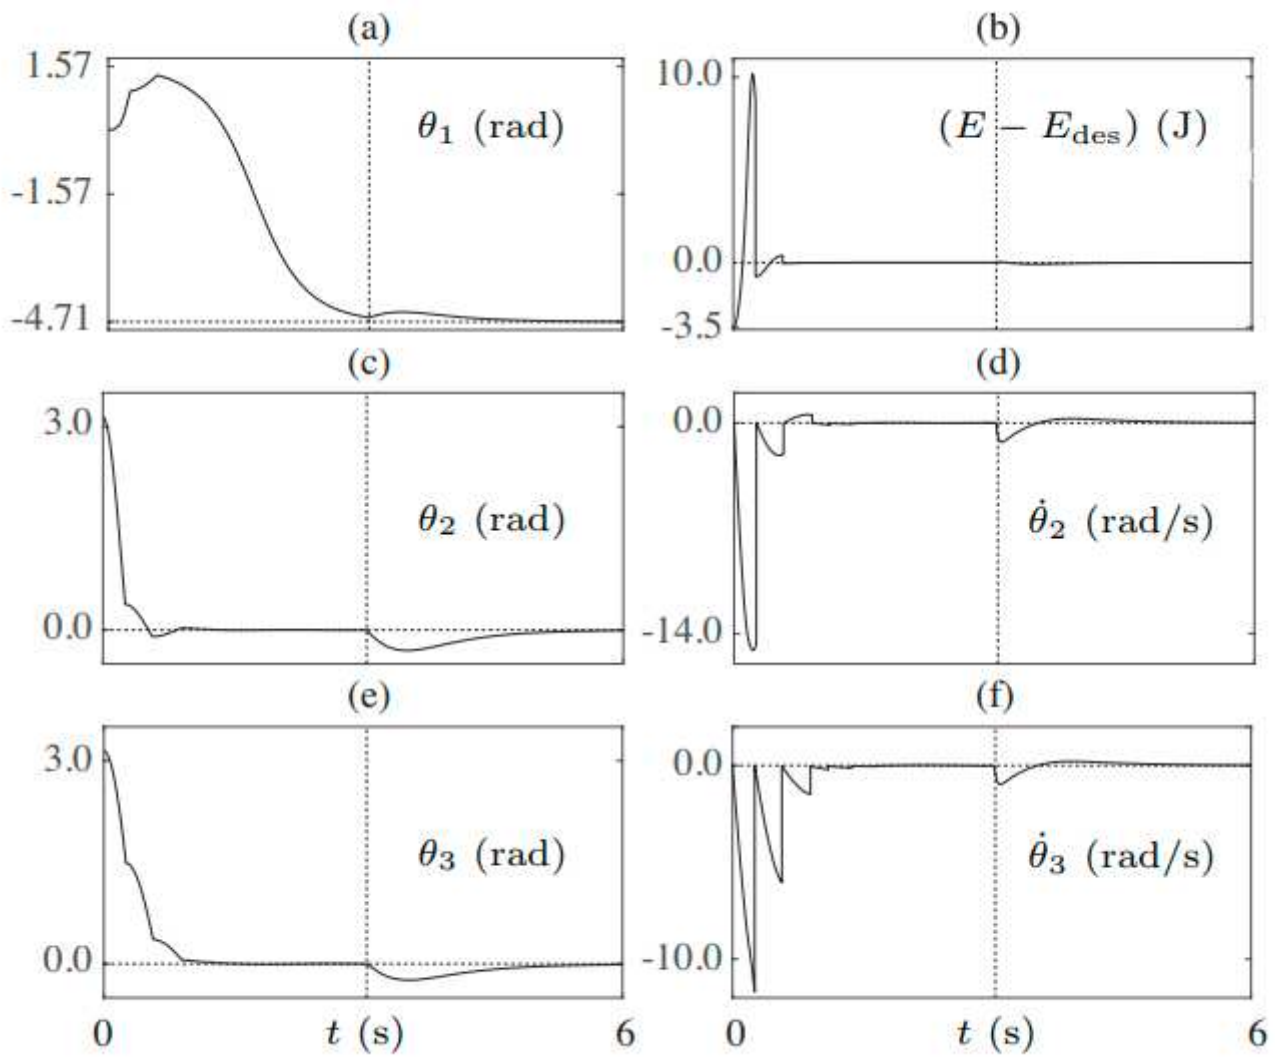 (a)
1.57
-1.57
-4.71
θ₁ (rad)
(b)
10.0
0.0
-3.5
(E − E_des) (J)
(c)
3.0
0.0
θ₂ (rad)
(d)
0.0
-14.0
θ̇₂ (rad/s)
(e)
3.0
0.0
θ₃ (rad)
0 t (s) 6
(f)
0.0
-10.0
θ̇₃ (rad/s)
0 t (s) 6